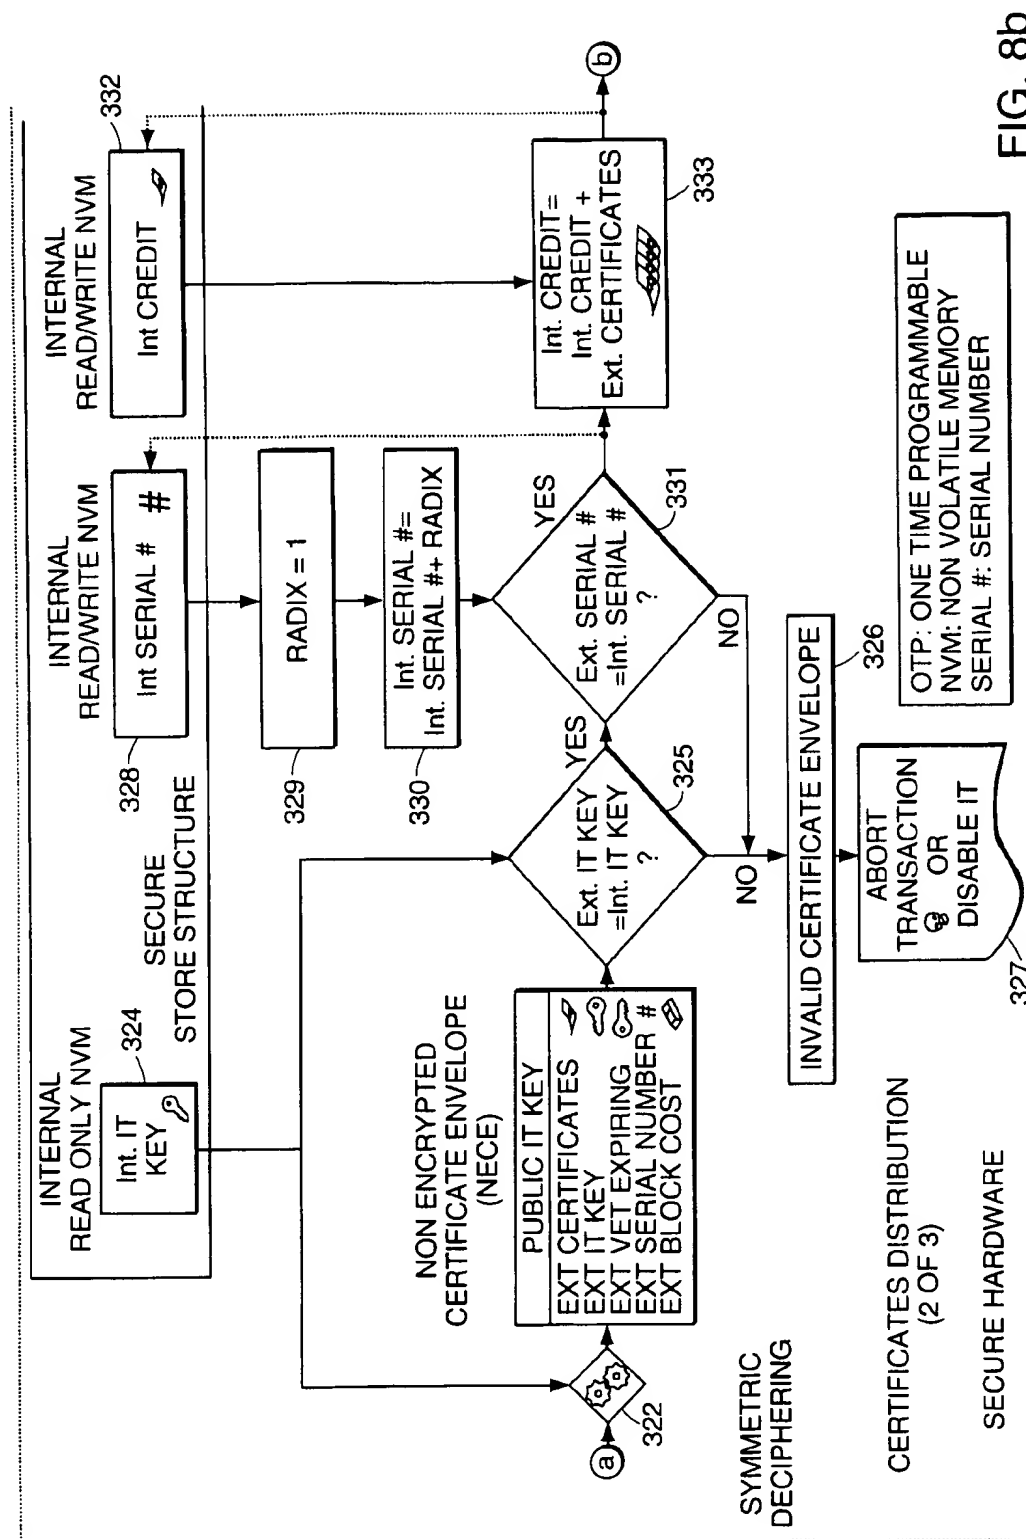 INTERNAL
READ ONLY NVM
324
Int. IT
KEY
SECURE
STORE STRUCTURE
INTERNAL
READ/WRITE NVM
328
Int SERIAL #
#
INTERNAL
READ/WRITE NVM
332
Int CREDIT
329
RADIX = 1
330
Int. SERIAL #=
Int. SERIAL #+ RADIX
NON ENCRYPTED
CERTIFICATE ENVELOPE
(NECE)
PUBLIC IT KEY
EXT CERTIFICATES
EXT IT KEY
EXT VET EXPIRING
EXT SERIAL NUMBER #
EXT BLOCK COST
a
322
SYMMETRIC
DECIPHERING
Ext. IT KEY
=Int. IT KEY
?
325
YES
NO
Ext. SERIAL #
=Int. SERIAL #
?
331
YES
NO
Int. CREDIT=
Int. CREDIT +
Ext. CERTIFICATES
333
b
INVALID CERTIFICATE ENVELOPE
326
ABORT
TRANSACTION
OR
DISABLE IT
327
OTP: ONE TIME PROGRAMMABLE
NVM: NON VOLATILE MEMORY
SERIAL #: SERIAL NUMBER
CERTIFICATES DISTRIBUTION
(2 OF 3)
SECURE HARDWARE
FIG. 8b